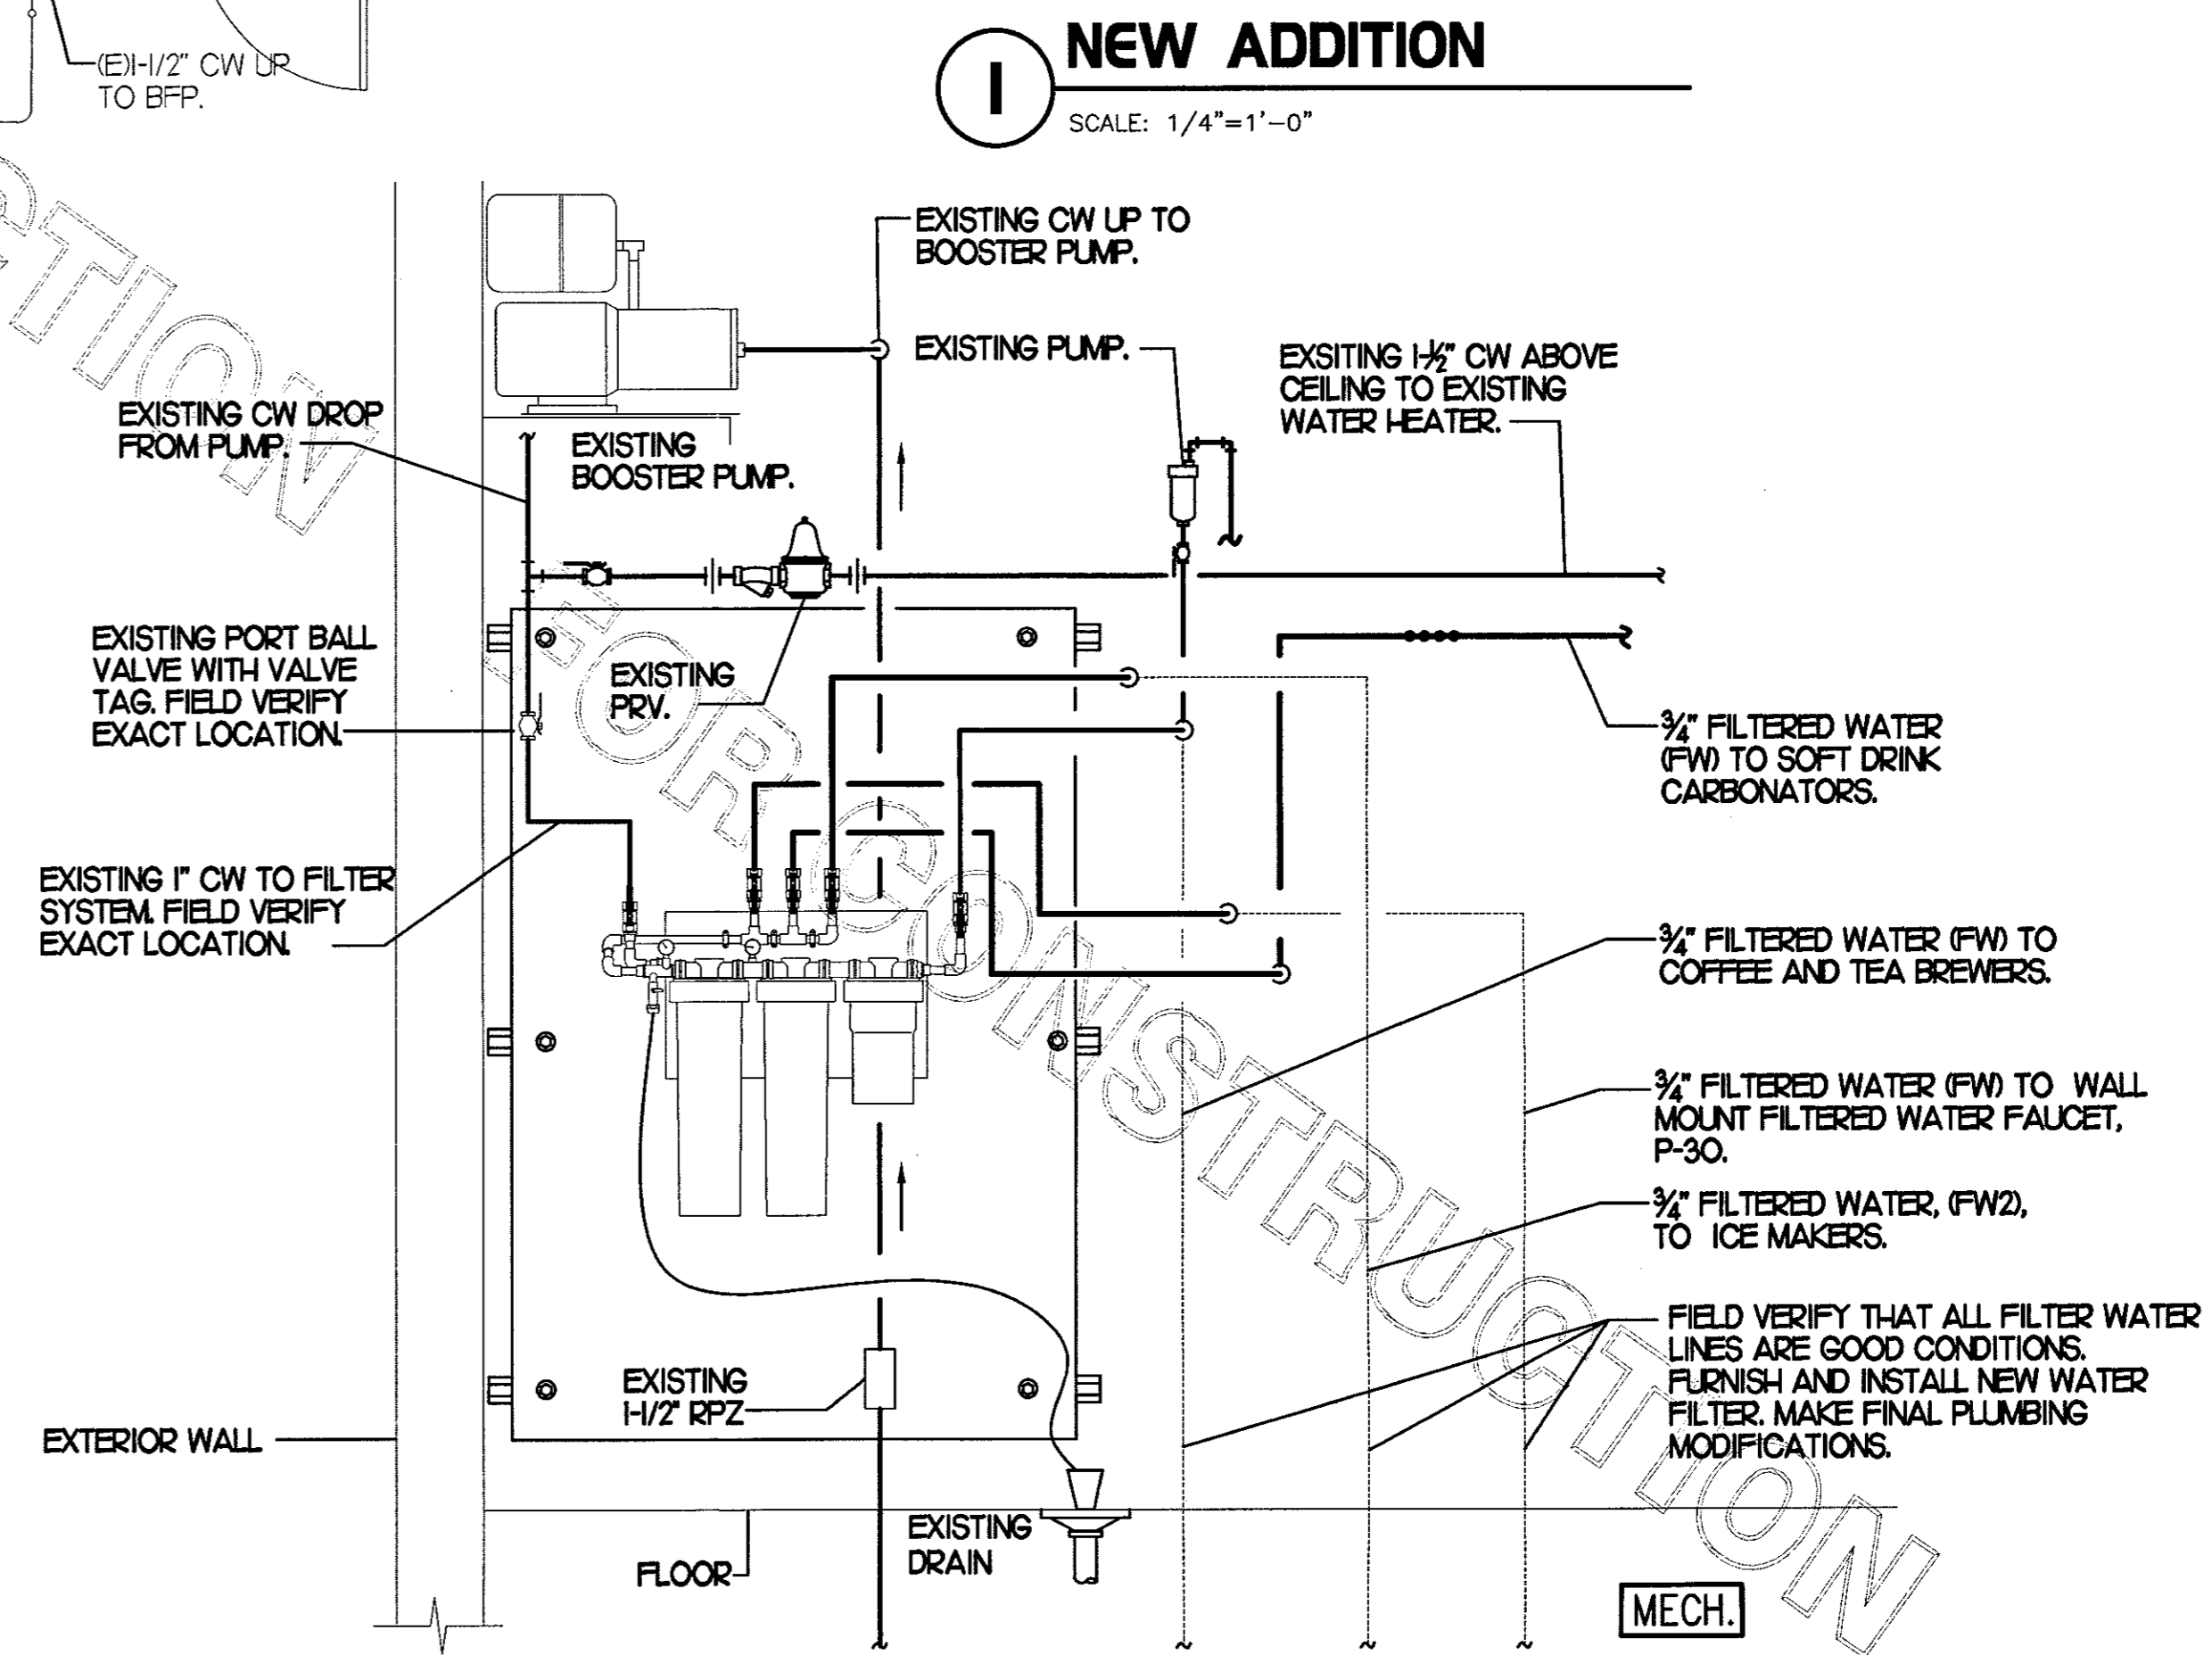 (E)1-1/2" CW UP
TO BFP.
1
NEW ADDITION
SCALE: 1/4"=1'-0"
EXISTING CW UP TO
BOOSTER PUMP.
EXISTING PUMP.
EXSITING 1-½" CW ABOVE
CEILING TO EXISTING
WATER HEATER.
EXISTING CW DROP
FROM PUMP.
EXISTING
BOOSTER PUMP.
EXISTING PORT BALL
VALVE WITH VALVE
TAG. FIELD VERIFY
EXACT LOCATION.
EXISTING
PRV.
¾" FILTERED WATER
(FW) TO SOFT DRINK
CARBONATORS.
EXISTING 1" CW TO FILTER
SYSTEM. FIELD VERIFY
EXACT LOCATION.
¾" FILTERED WATER (FW) TO
COFFEE AND TEA BREWERS.
¾" FILTERED WATER (FW) TO WALL
MOUNT FILTERED WATER FAUCET,
P-30.
¾" FILTERED WATER, (FW2),
TO ICE MAKERS.
FIELD VERIFY THAT ALL FILTER WATER
LINES ARE GOOD CONDITIONS.
FURNISH AND INSTALL NEW WATER
FILTER. MAKE FINAL PLUMBING
MODIFICATIONS.
EXISTING
1-1/2" RPZ
EXTERIOR WALL
EXISTING
DRAIN
FLOOR
MECH.
CTION
FOR CONSTRUCTION